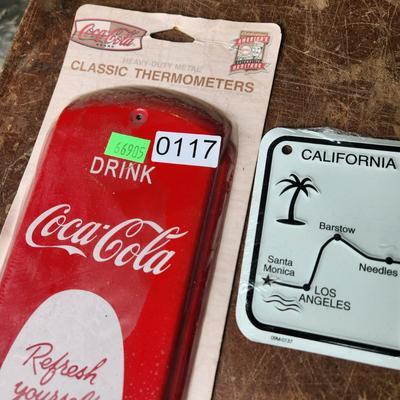 Coca-Cola
HEAVY-DUTY METAL
CLASSIC THERMOMETERS
66905
0117
DRINK
Coca-Cola
Refresh
yourself
CALIFORNIA
Barstow
Santa
Monica
Needles
LOS
ANGELES